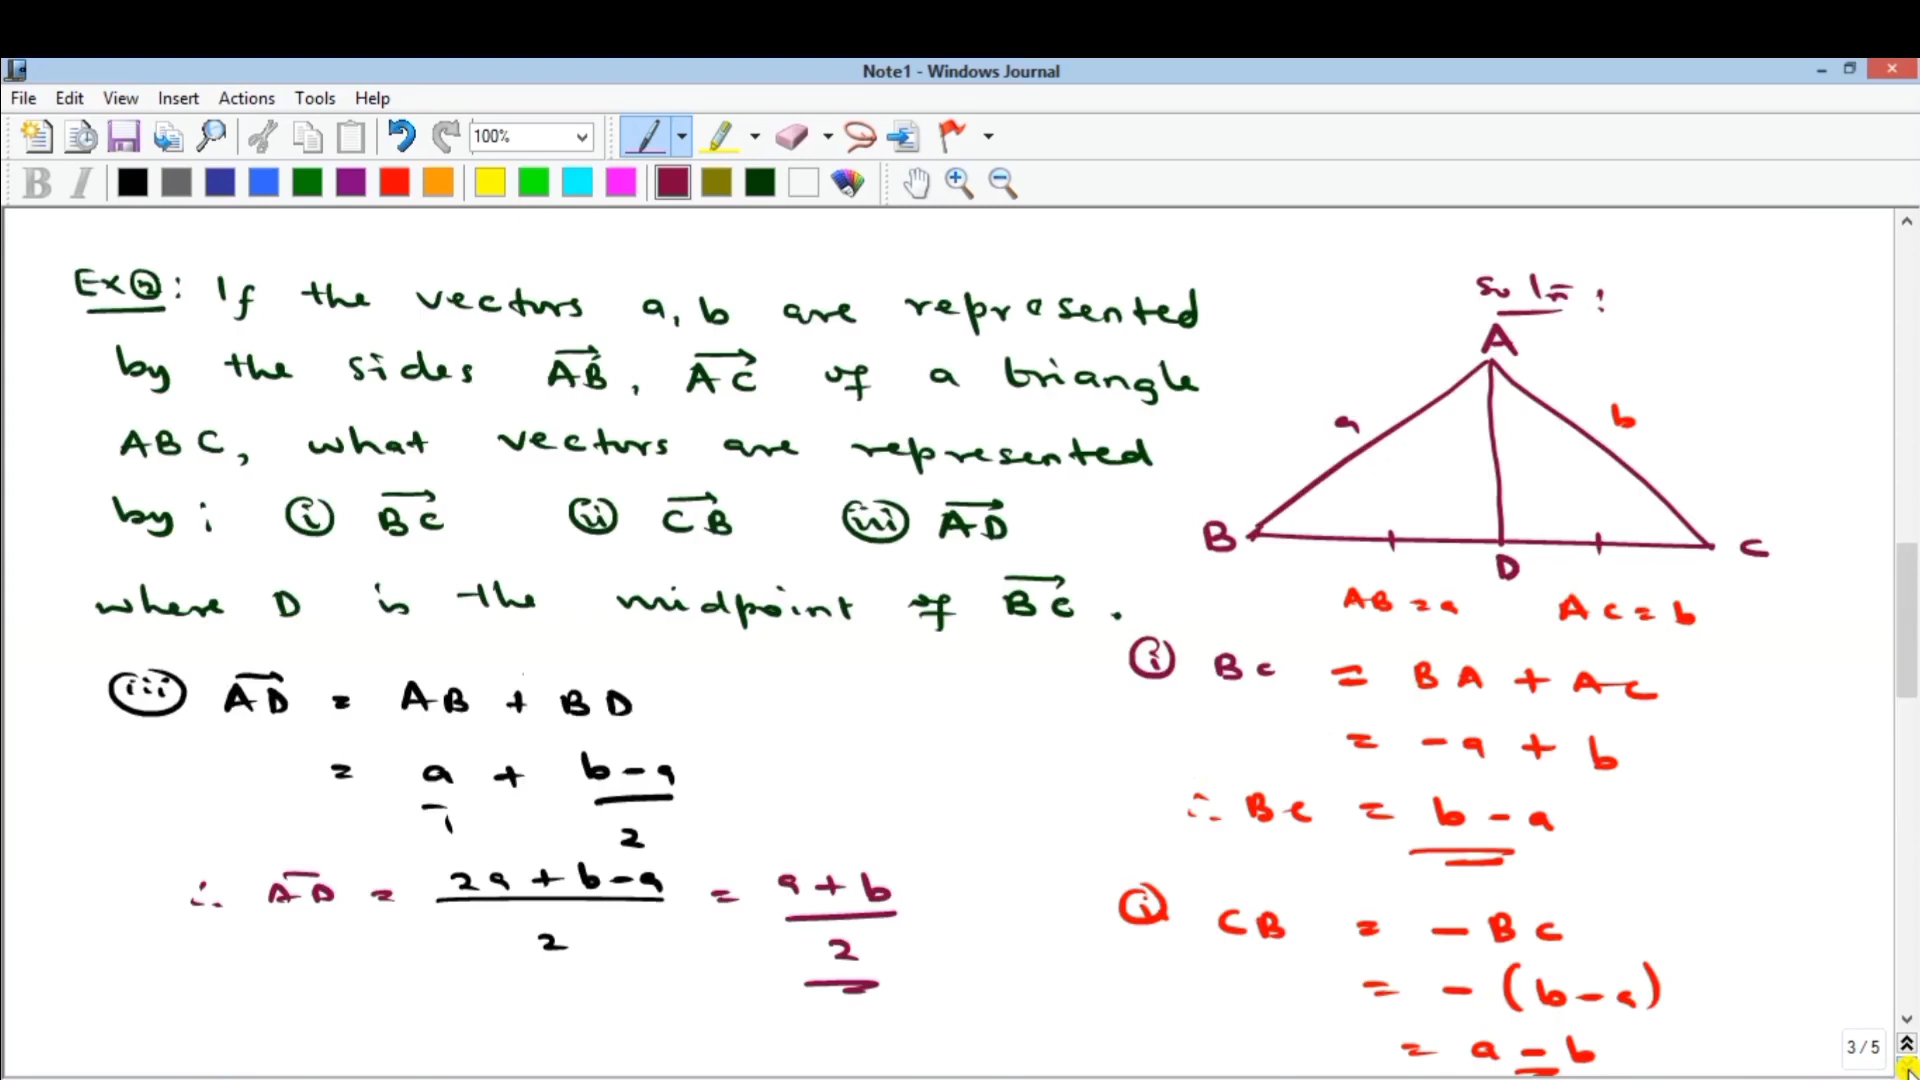 Note1 - Windows Journal
File Edit View Insert Actions Tools Help
100%
B I
Ex②: If the vectors a, b are represented
by the sides AB→, AC→ of a triangle
ABC, what vectors are represented
by: (i) BC→ (ii) CB→ (iii) AD→
where D is the midpoint of BC→.
(iii) AD→ = AB + BD
= a/1 + (b-a)/2
∴ AD = (2a+b-a)/2 = (a+b)/2
Soln:
A
a b
B D C
AB = a AC = b
(i) BC = BA + AC
= -a + b
∴ BC = b - a
(i) CB = - BC
= - (b-a)
= a - b
3 / 5